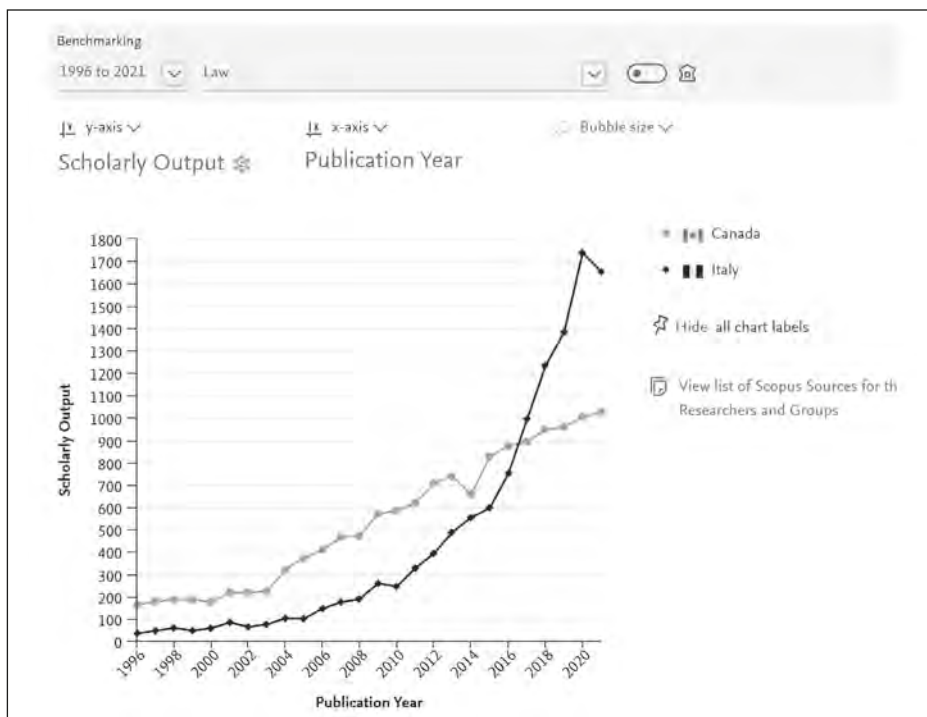 Benchmarking
1996 to 2021 Law
y-axis x-axis Bubble size
Scholarly Output Publication Year
1800
1700
1600
1500
1400
1300
1200
1100
1000
900
800
700
600
500
400
300
200
100
0
Scholarly Output
1996 1998 2000 2002 2004 2006 2008 2010 2012 2014 2016 2018 2020
Publication Year
Canada
Italy
Hide all chart labels
View list of Scopus Sources for th
Researchers and Groups